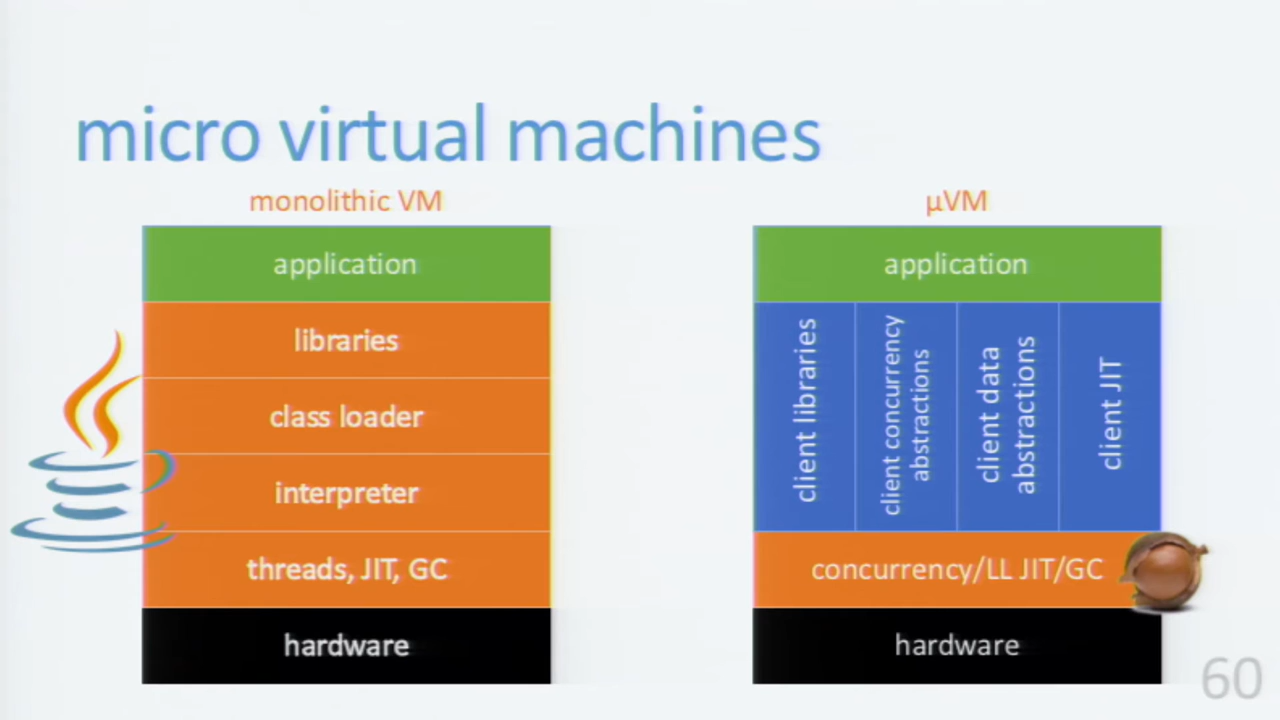 micro virtual machines
monolithic VM
application
libraries
class loader
interpreter
threads, JIT, GC
hardware
μVM
application
client libraries
client concurrency
abstractions
client data
abstractions
client JIT
concurrency/LL JIT/GC
hardware
60